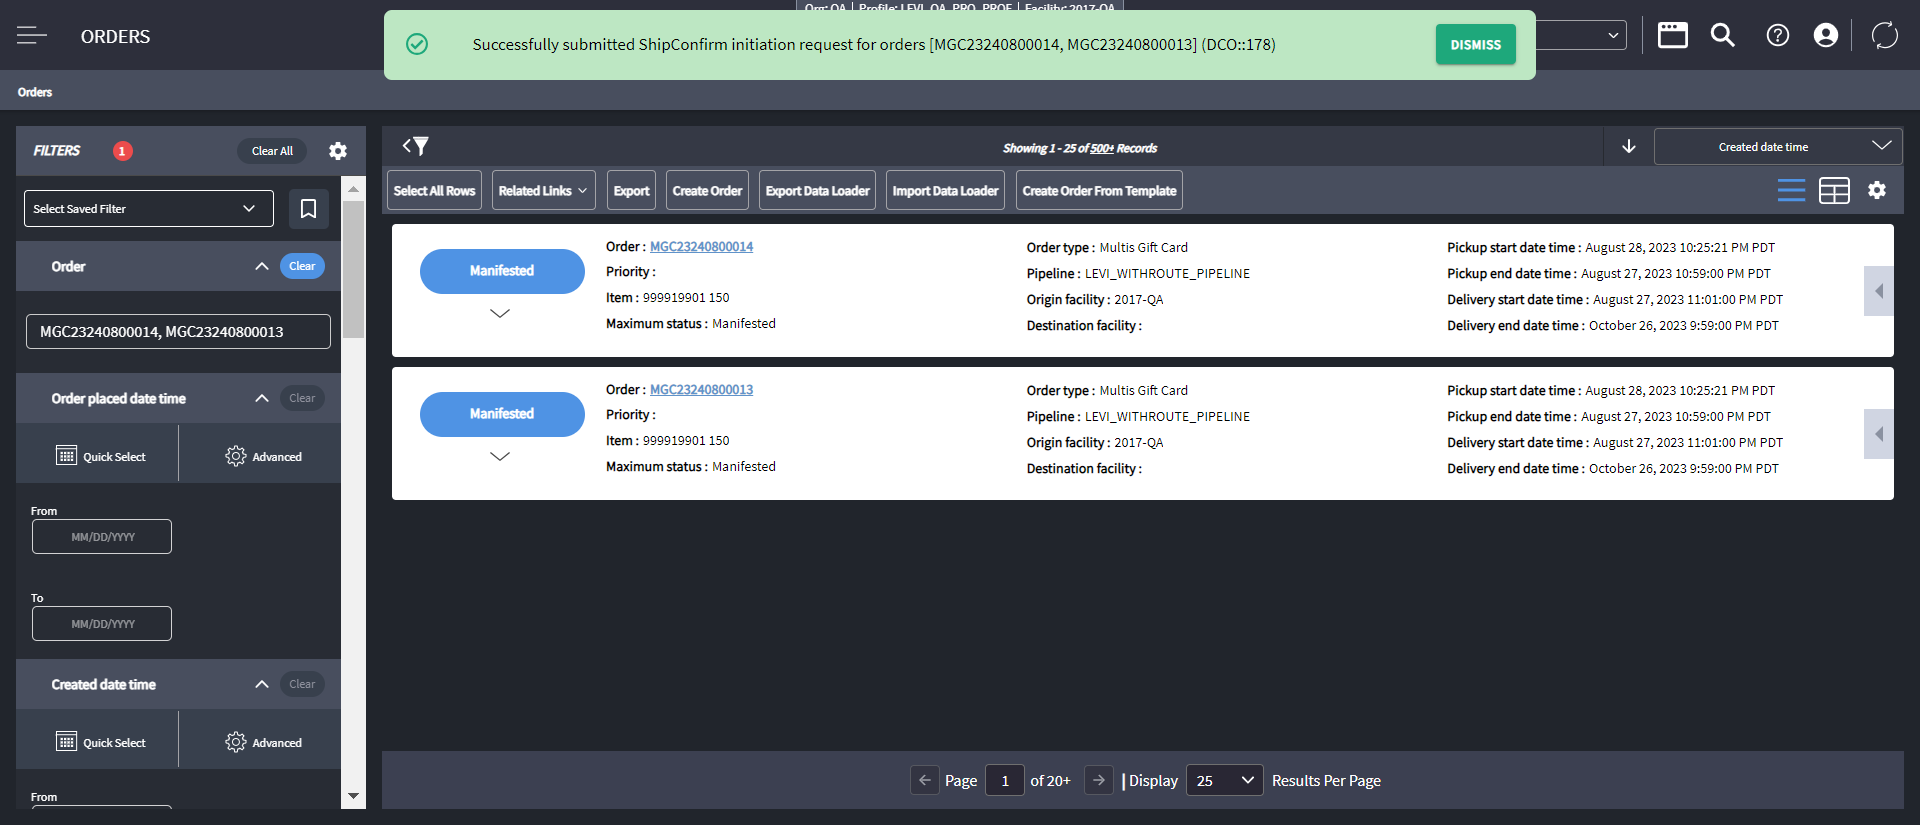 Org: QA | Profile: LEVI_QA_PRO_PROF | Facility: 2017-QA
ORDERS
Successfully submitted ShipConfirm initiation request for orders [MGC23240800014, MGC23240800013] (DCO::178)
DISMISS
Orders
FILTERS
1
Clear All
Showing 1 - 25 of 500+ Records
Created date time
Select Saved Filter
Select All Rows
Related Links
Export
Create Order
Export Data Loader
Import Data Loader
Create Order From Template
Order
Clear
MGC23240800014, MGC23240800013
Order placed date time
Clear
Quick Select
Advanced
From
MM/DD/YYYY
To
MM/DD/YYYY
Created date time
Clear
Quick Select
Advanced
From
Manifested
Order : MGC23240800014
Priority :
Item : 999919901 150
Maximum status : Manifested
Order type : Multis Gift Card
Pipeline : LEVI_WITHROUTE_PIPELINE
Origin facility : 2017-QA
Destination facility :
Pickup start date time : August 28, 2023 10:25:21 PM PDT
Pickup end date time : August 27, 2023 10:59:00 PM PDT
Delivery start date time : August 27, 2023 11:01:00 PM PDT
Delivery end date time : October 26, 2023 9:59:00 PM PDT
Manifested
Order : MGC23240800013
Priority :
Item : 999919901 150
Maximum status : Manifested
Order type : Multis Gift Card
Pipeline : LEVI_WITHROUTE_PIPELINE
Origin facility : 2017-QA
Destination facility :
Pickup start date time : August 28, 2023 10:25:21 PM PDT
Pickup end date time : August 27, 2023 10:59:00 PM PDT
Delivery start date time : August 27, 2023 11:01:00 PM PDT
Delivery end date time : October 26, 2023 9:59:00 PM PDT
Page 1 of 20+ | Display 25 Results Per Page